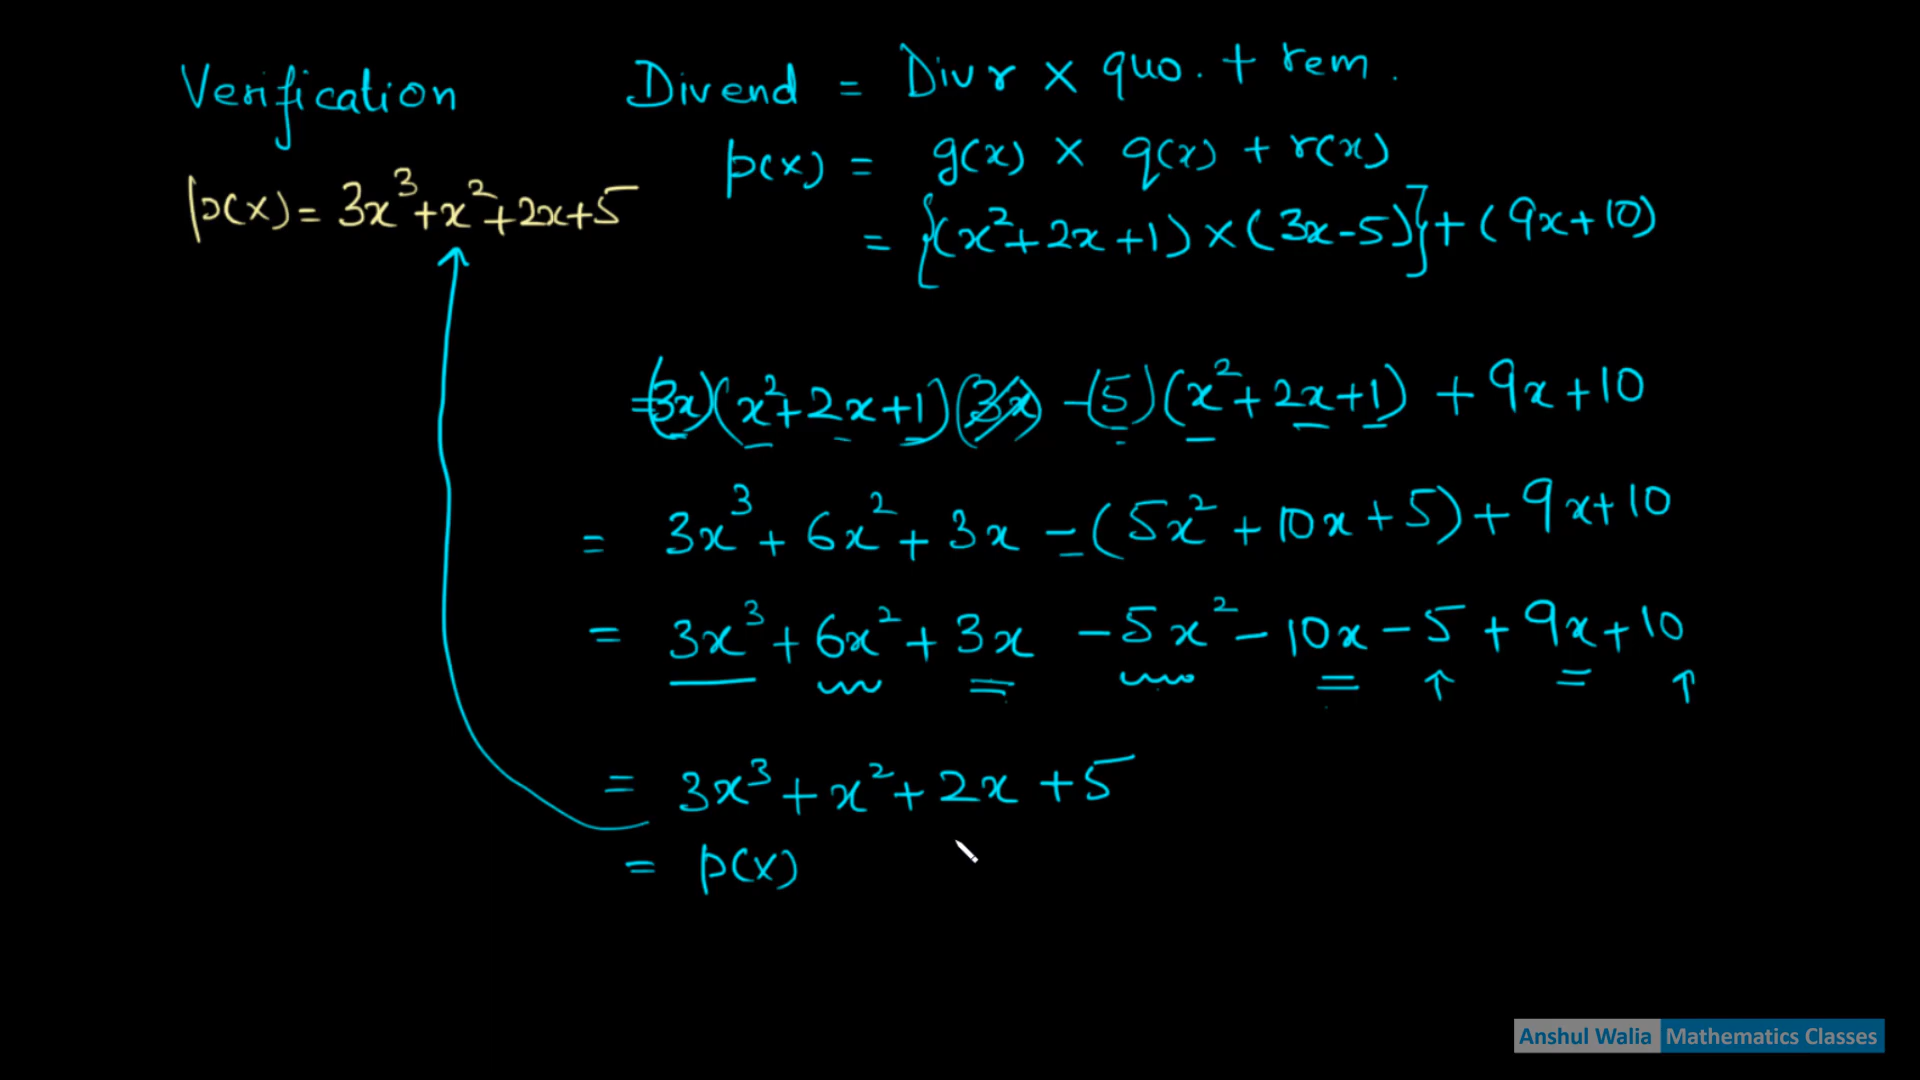 Verification
p(x) = 3x³+x²+2x+5
Divend = Divr × quo. + rem.
p(x) = g(x) × q(x) + r(x)
= {(x²+2x+1)×(3x-5)}+(9x+10)
=(3x)(x²+2x+1)(3x) -(5)(x²+2x+1) + 9x+10
= 3x³ + 6x² + 3x -(5x² + 10x+5)+9x+10
= 3x³ + 6x² + 3x -5x² - 10x - 5 + 9x + 10
= 3x³ + x² + 2x + 5
= p(x)
Anshul Walia Mathematics Classes